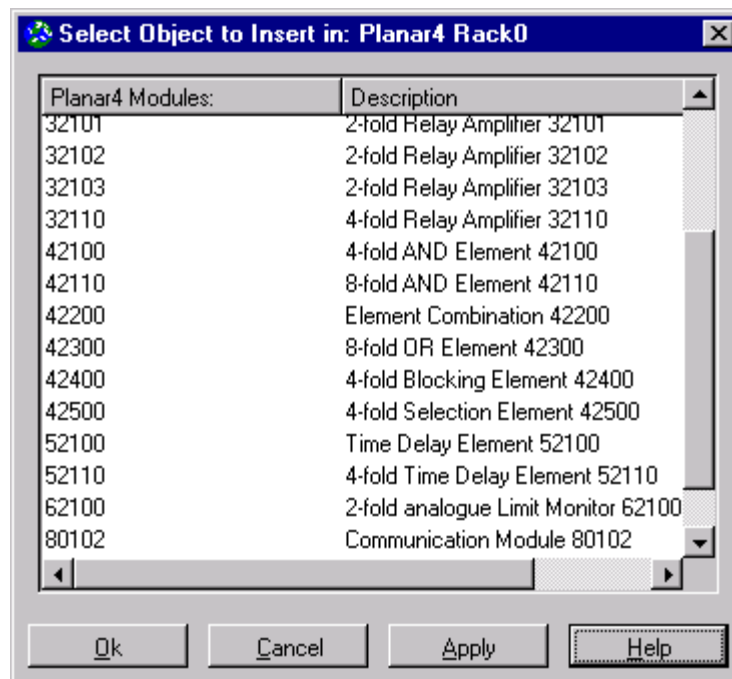 Select Object to Insert in: Planar4 Rack0
Planar4 Modules: Description
32101 2-fold Relay Amplifier 32101
32102 2-fold Relay Amplifier 32102
32103 2-fold Relay Amplifier 32103
32110 4-fold Relay Amplifier 32110
42100 4-fold AND Element 42100
42110 8-fold AND Element 42110
42200 Element Combination 42200
42300 8-fold OR Element 42300
42400 4-fold Blocking Element 42400
42500 4-fold Selection Element 42500
52100 Time Delay Element 52100
52110 4-fold Time Delay Element 52110
62100 2-fold analogue Limit Monitor 62100
80102 Communication Module 80102
Ok Cancel Apply Help